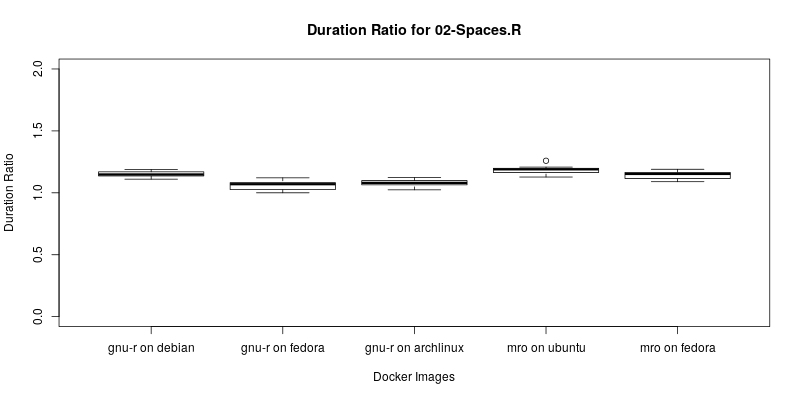 Duration Ratio for 02-Spaces.R
Duration Ratio
2.0
1.5
1.0
0.5
0.0
gnu-r on debian
gnu-r on fedora
gnu-r on archlinux
mro on ubuntu
mro on fedora
Docker Images